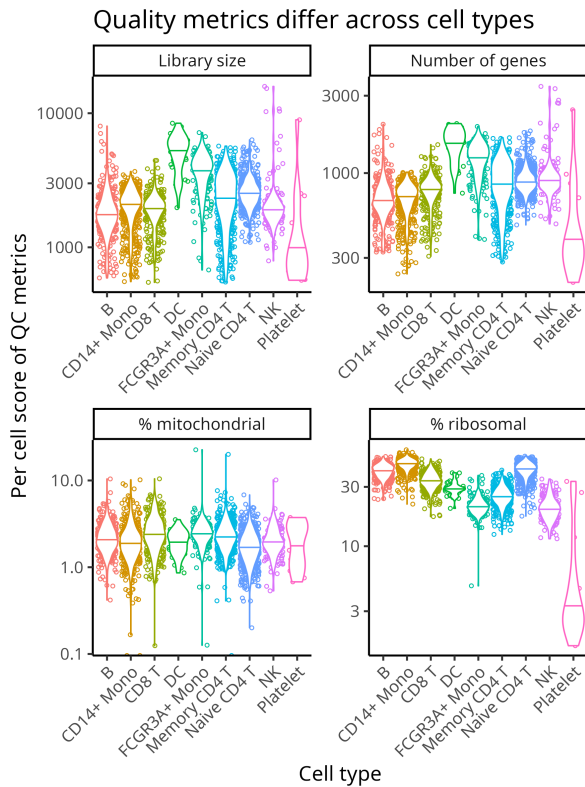 Quality metrics differ across cell types
Library size
Number of genes
10000
3000
1000
3000
1000
300
B
CD14+ Mono
CD8 T
DC
FCGR3A+ Mono
Memory CD4 T
Naive CD4 T
NK
Platelet
B
CD14+ Mono
CD8 T
DC
FCGR3A+ Mono
Memory CD4 T
Naive CD4 T
NK
Platelet
Per cell score of QC metrics
% mitochondrial
% ribosomal
10.0
1.0
0.1
30
10
3
B
CD14+ Mono
CD8 T
DC
FCGR3A+ Mono
Memory CD4 T
Naive CD4 T
NK
Platelet
B
CD14+ Mono
CD8 T
DC
FCGR3A+ Mono
Memory CD4 T
Naive CD4 T
NK
Platelet
Cell type